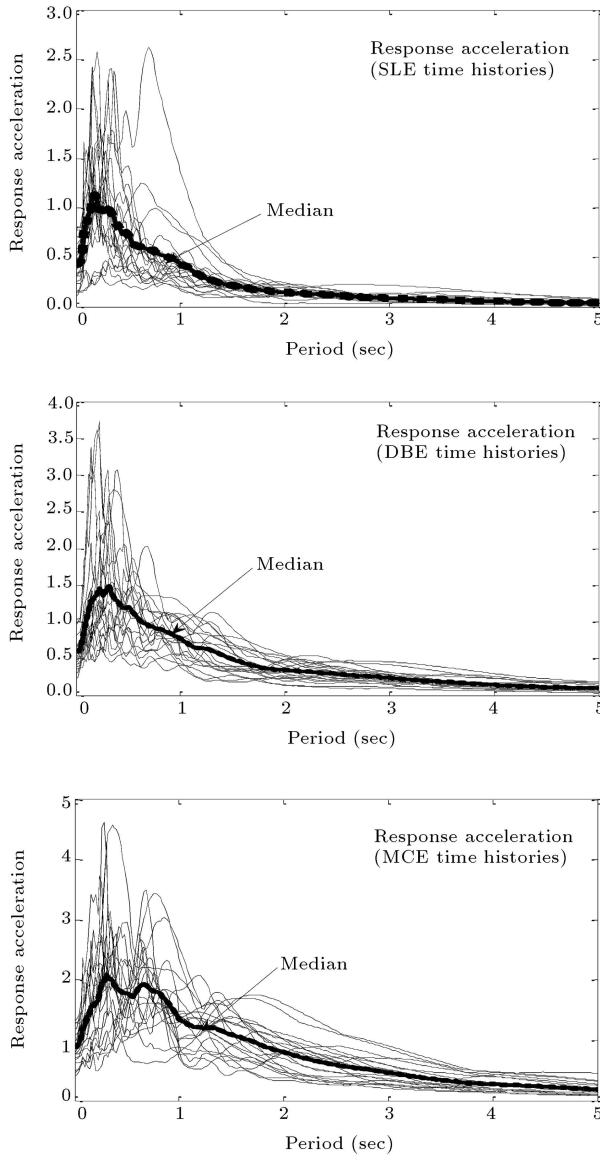 3.0
2.5
2.0
1.5
1.0
0.5
0.0
Response acceleration
Response acceleration
(SLE time histories)
Median
0 1 2 3 4 5
Period (sec)
4.0
3.5
3.0
2.5
2.0
1.5
1.0
0.5
0.0
Response acceleration
Response acceleration
(DBE time histories)
Median
0 1 2 3 4 5
Period (sec)
5
4
3
2
1
0
Response acceleration
Response acceleration
(MCE time histories)
Median
0 1 2 3 4 5
Period (sec)